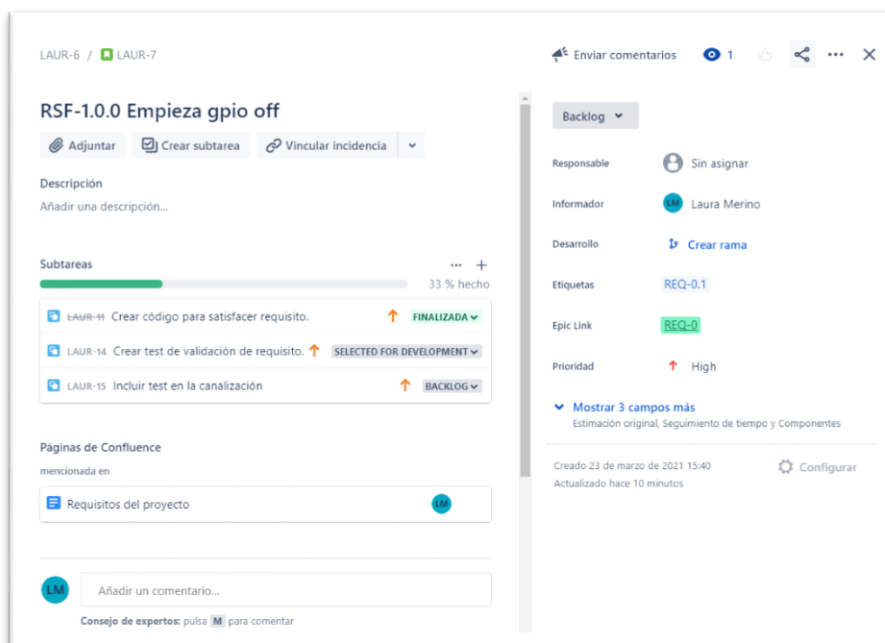 LAUR-6 / LAUR-7
Enviar comentarios 1
RSF-1.0.0 Empieza gpio off
Adjuntar Crear subtarea Vincular incidencia
Descripción
Añadir una descripción...
Subtareas
33 % hecho
LAUR-11 Crear código para satisfacer requisito. FINALIZADA
LAUR-14 Crear test de validación de requisito. SELECTED FOR DEVELOPMENT
LAUR-15 Incluir test en la canalización BACKLOG
Páginas de Confluence
mencionada en
Requisitos del proyecto LM
LM Añadir un comentario...
Consejo de expertos: pulsa M para comentar
Backlog
Responsable Sin asignar
Informador LM Laura Merino
Desarrollo Crear rama
Etiquetas REQ-0.1
Epic Link REQ-0
Prioridad High
Mostrar 3 campos más
Estimación original, Seguimiento de tiempo y Componentes
Creado 23 de marzo de 2021 15:40 Configurar
Actualizado hace 10 minutos